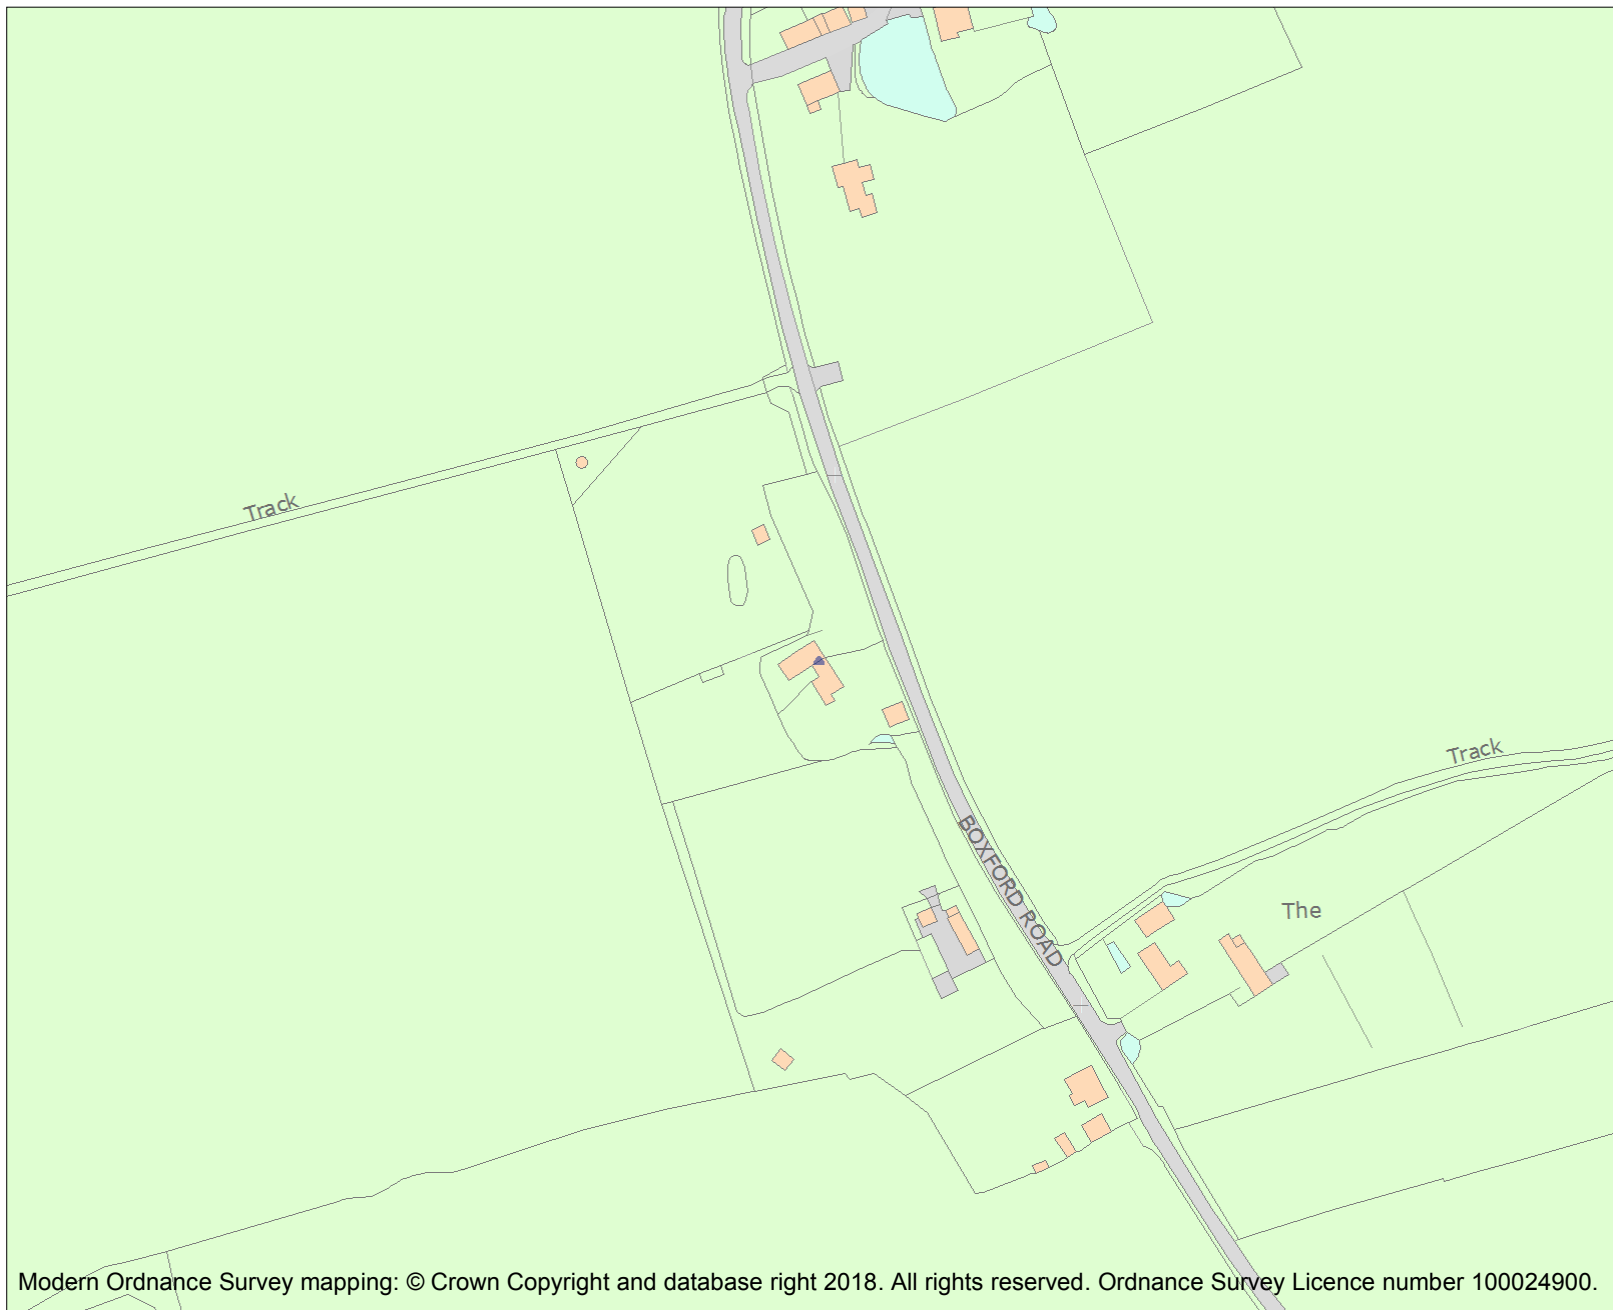 Track
Track
BOXFORD ROAD
The
Modern Ordnance Survey mapping: © Crown Copyright and database right 2018. All rights reserved. Ordnance Survey Licence number 100024900.